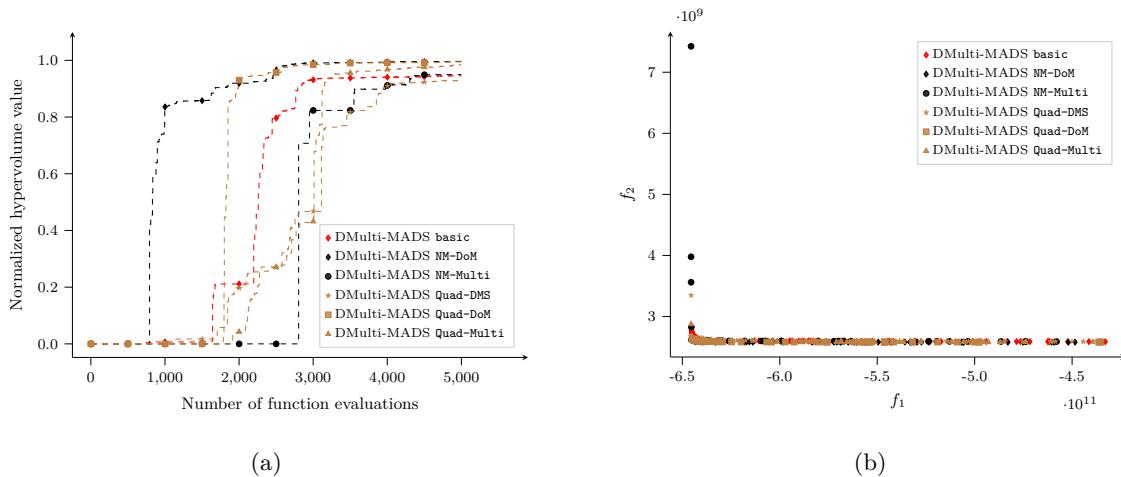 Normalized hypervolume value
1.0
0.8
0.6
0.4
0.2
0.0
0
1,000
2,000
3,000
4,000
5,000
Number of function evaluations
DMulti-MADS basic
DMulti-MADS NM-DoM
DMulti-MADS NM-Multi
DMulti-MADS Quad-DMS
DMulti-MADS Quad-DoM
DMulti-MADS Quad-Multi
(a)
·10⁹
f₂
7
6
5
4
3
-6.5
-6.0
-5.5
-5.0
-4.5
f₁
·10¹¹
DMulti-MADS basic
DMulti-MADS NM-DoM
DMulti-MADS NM-Multi
DMulti-MADS Quad-DMS
DMulti-MADS Quad-DoM
DMulti-MADS Quad-Multi
(b)